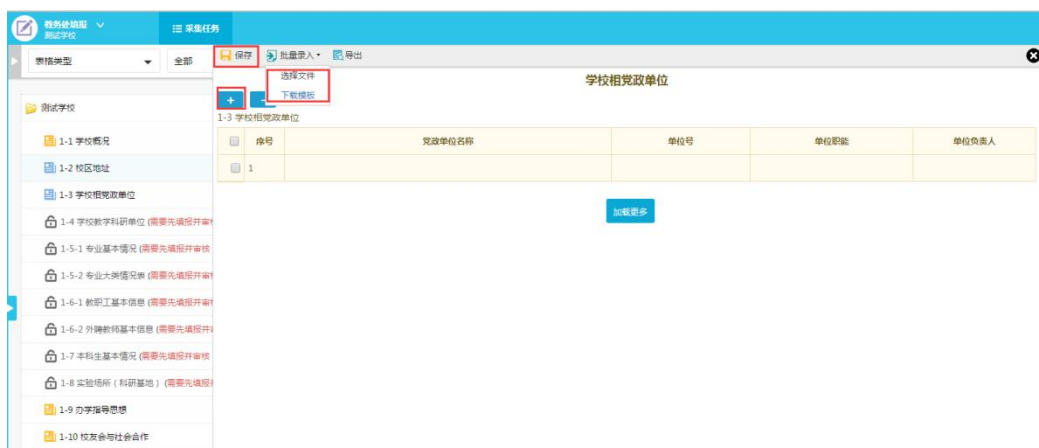 教务处填报
测试学校
采集任务
表格类型
全部
保存
批量录入
导出
选择文件
下载模板
学校相党政单位
+
1-3 学校相党政单位
序号
党政单位名称
单位号
单位职能
单位负责人
1
加载更多
测试学校
1-1 学校概况
1-2 校区地址
1-3 学校相党政单位
1-4 学校教学科研单位 (需要先填报并审核
1-5-1 专业基本情况 (需要先填报并审核
1-5-2 专业大类情况表 (需要先填报并审核
1-6-1 教职工基本信息 (需要先填报并审核
1-6-2 外聘教师基本信息 (需要先填报并
1-7 本科生基本情况 (需要先填报并审核
1-8 实验场所 ( 科研基地 ) (需要先填报
1-9 办学指导思想
1-10 校友会与社会合作